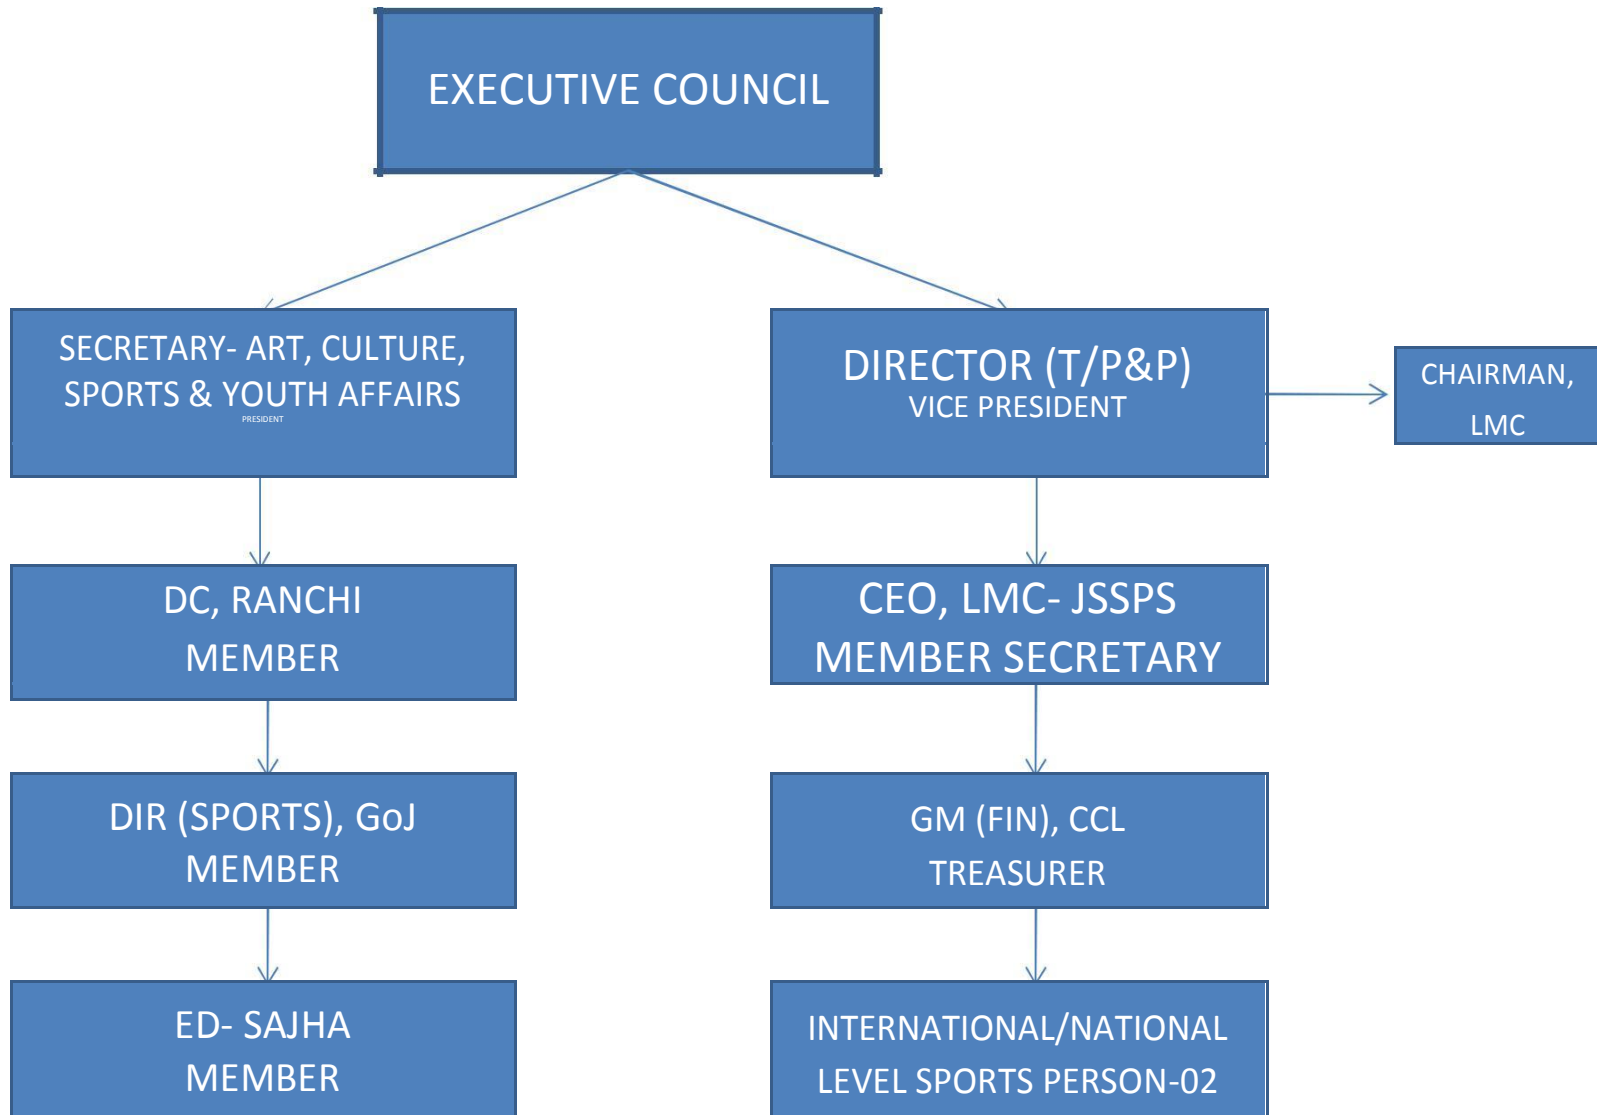 EXECUTIVE COUNCIL
SECRETARY- ART, CULTURE,
SPORTS & YOUTH AFFAIRS
PRESIDENT
DIRECTOR (T/P&P)
VICE PRESIDENT
CHAIRMAN,
LMC
DC, RANCHI
MEMBER
CEO, LMC- JSSPS
MEMBER SECRETARY
DIR (SPORTS), GoJ
MEMBER
GM (FIN), CCL
TREASURER
ED- SAJHA
MEMBER
INTERNATIONAL/NATIONAL
LEVEL SPORTS PERSON-02